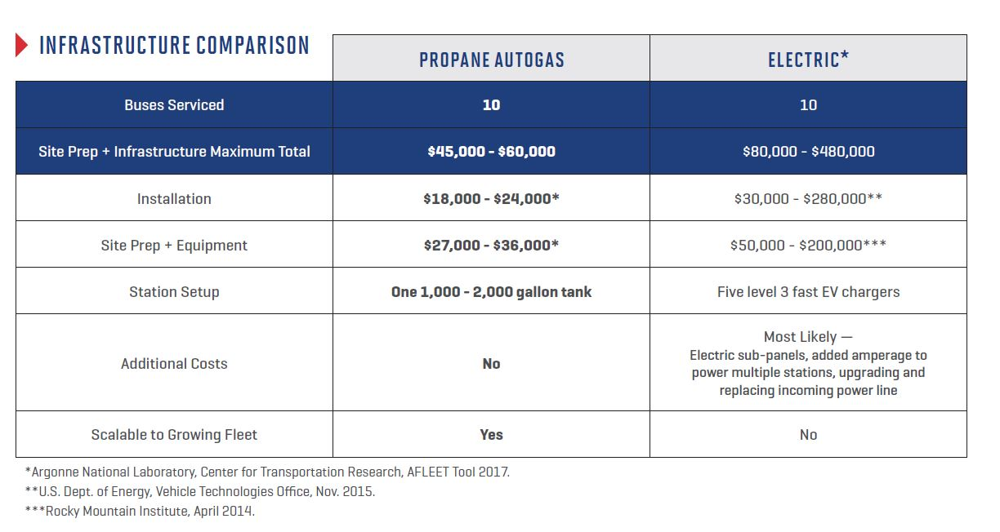 INFRASTRUCTURE COMPARISON
PROPANE AUTOGAS
ELECTRIC*
Buses Serviced
10
10
Site Prep + Infrastructure Maximum Total
$45,000 - $60,000
$80,000 - $480,000
Installation
$18,000 - $24,000*
$30,000 - $280,000**
Site Prep + Equipment
$27,000 - $36,000*
$50,000 - $200,000***
Station Setup
One 1,000 - 2,000 gallon tank
Five level 3 fast EV chargers
Additional Costs
No
Most Likely —
Electric sub-panels, added amperage to
power multiple stations, upgrading and
replacing incoming power line
Scalable to Growing Fleet
Yes
No
*Argonne National Laboratory, Center for Transportation Research, AFLEET Tool 2017.
**U.S. Dept. of Energy, Vehicle Technologies Office, Nov. 2015.
***Rocky Mountain Institute, April 2014.